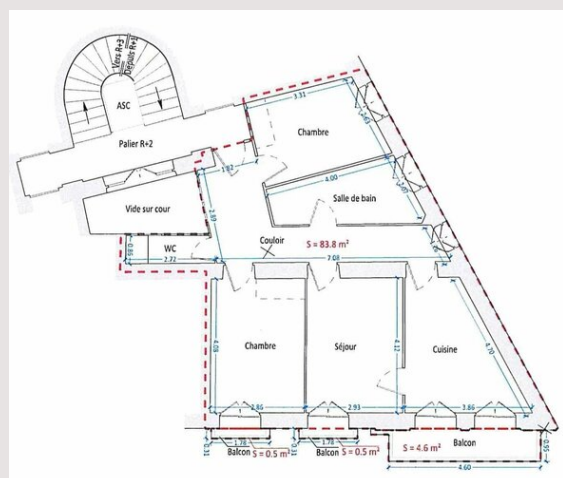 Vers R+3
Depuis R+1
ASC
Palier R+2
3.31
Chambre
1.82
4.00
Salle de bain
Vide sur cour
2.89
Couloir
S = 83.8 m²
WC
0.86
2.72
7.08
4.08
Chambre
Séjour
4.12
Cuisine
4.70
2.86
2.93
3.86
0.31
1.78
Balcon
S = 0.5 m²
0.31
1.78
Balcon
S = 0.5 m²
S = 4.6 m²
Balcon
0.95
4.60